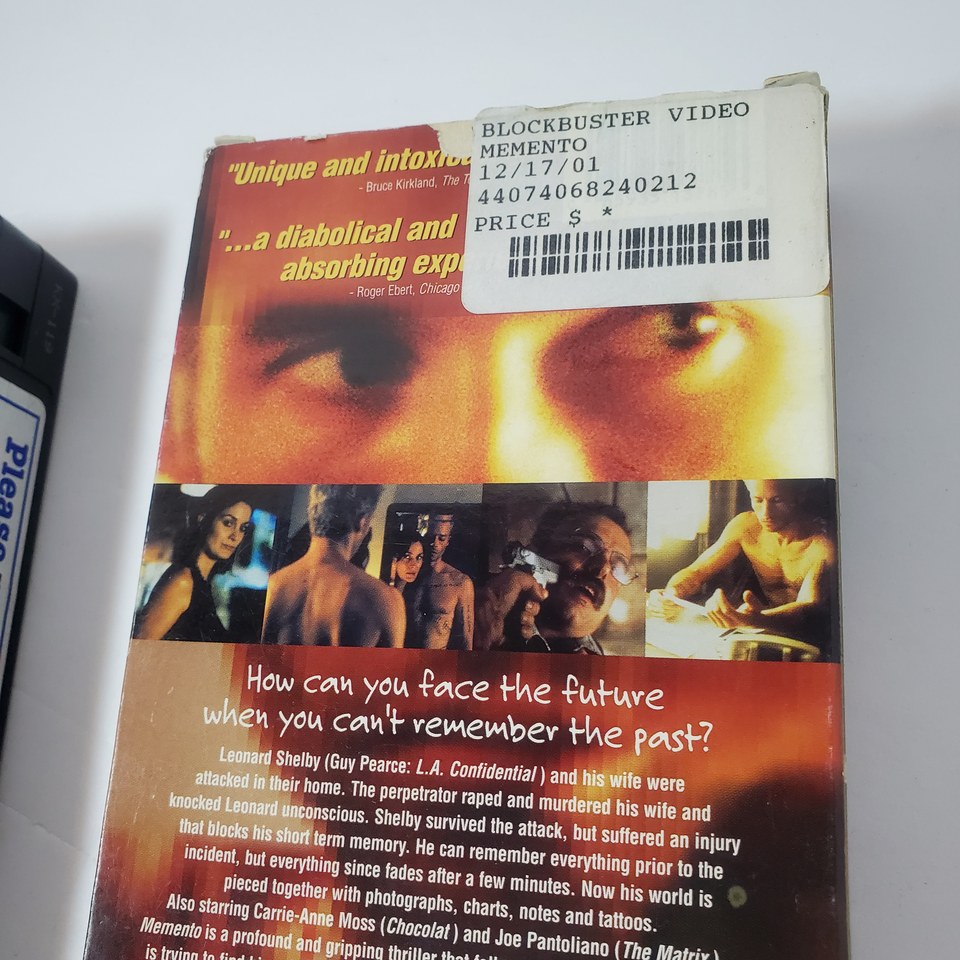 BLOCKBUSTER VIDEO
MEMENTO
12/17/01
44074068240212
PRICE $ *
"Unique and
- Bruce Kirkland, The
"...a diabolical and
absorbing
- Roger Ebert, Chicago
Please
How can you face the future
when you can't remember the past?
Leonard Shelby (Guy Pearce: L.A. Confidential ) and his wife were
attacked in their home. The perpetrator raped and murdered his wife and
knocked Leonard unconscious. Shelby survived the attack, but suffered an injury
that blocks his short term memory. He can remember everything prior to the
incident, but everything since fades after a few minutes. Now his world is
pieced together with photographs, charts, notes and tattoos.
Also starring Carrie-Anne Moss (Chocolat ) and Joe Pantoliano (The Matrix )
Memento is a profound and gripping thriller that
is trying to find